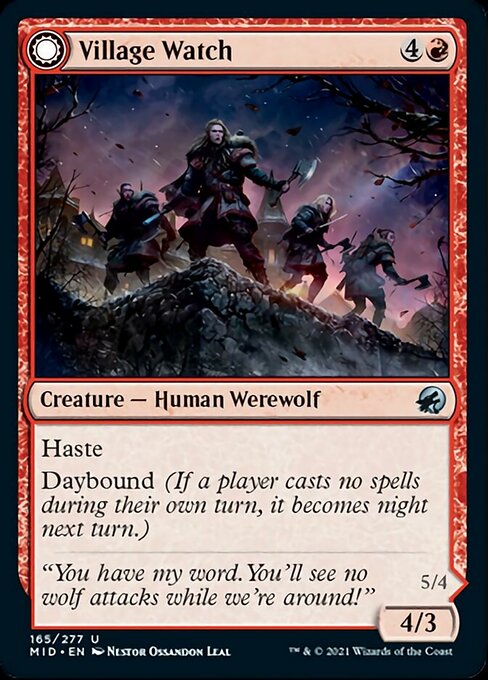 Village Watch 4
Creature — Human Werewolf
Haste
Daybound (If a player casts no spells
during their own turn, it becomes night
next turn.)
“You have my word. You’ll see no
wolf attacks while we’re around!”
5/4
4/3
165/277 U
MID • EN Nestor Ossandon Leal
™ & © 2021 Wizards of the Coast